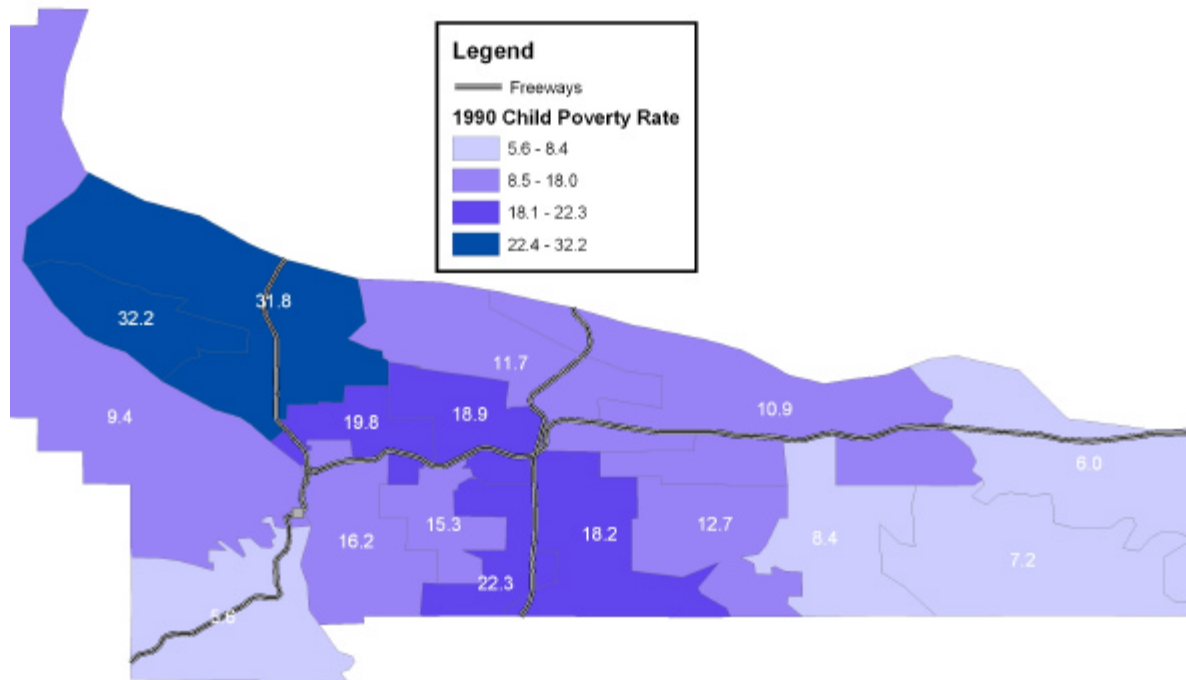 Legend
Freeways
1990 Child Poverty Rate
5.6 - 8.4
8.5 - 18.0
18.1 - 22.3
22.4 - 32.2
31.8
32.2
11.7
9.4
19.8
18.9
10.9
6.0
16.2
15.3
18.2
12.7
8.4
7.2
22.3
5.6